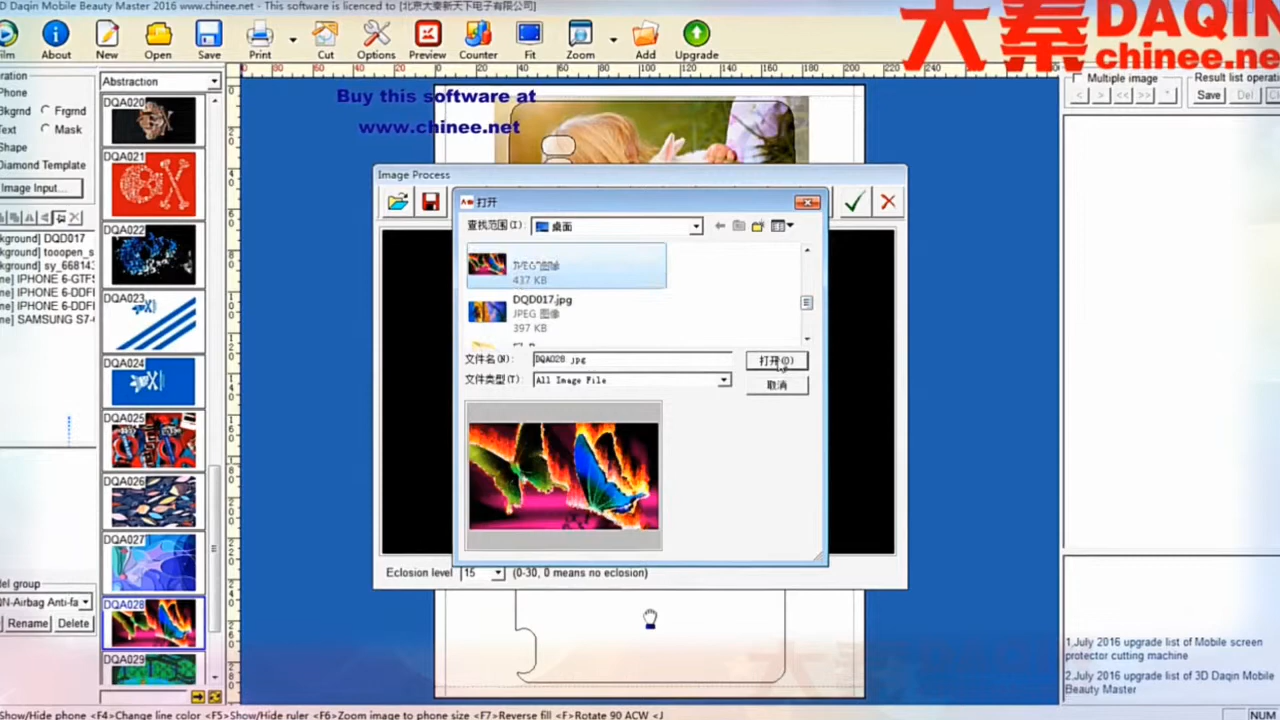 D Daqin Mobile Beauty Master 2016 www.chinee.net - This software is licenced to [北京大秦新天下电子有限公司]
大秦 DAQIN
chinee.ne
About New Open Save Print Cut Options Preview Counter Fit Zoom Add Upgrade
Buy this software at
www.chinee.net
Phone
Bkgrnd Frgrnd
Text Mask
Shape
Diamond Template
Image Input...
kground] DQD017
kground] tooopen_s
kground] sy_66814
me] IPHONE 6-GTF
me] IPHONE 6-DDF
me] IPHONE 6-DDF
me] SAMSUNG S7-
del group
N-Airbag Anti-fa
Rename Delete
Abstraction
DQA020
DQA021
DQA022
DQA023
DQA024
DQA025
DQA026
DQA027
DQA028
DQA029
Image Process
打开
查找范围(I): 桌面
JPEG 图像
437 KB
DQD017.jpg
JPEG 图像
397 KB
文件名(N): DQA028.jpg 打开(O)
文件类型(T): All Image File 取消
Eclosion level 15 (0-30, 0 means no eclosion)
Multiple image
< > << >> *
Result list operati
Save Del
1,July 2016 upgrade list of Mobile screen
protector cutting machine
2,July 2016 upgrade list of 3D Daqin Mobile
Beauty Master
Show/Hide phone <F4>Change line color <F5>Show/Hide ruler <F6>Zoom image to phone size <F7>Reverse fill <F>Rotate 90 ACW <J
NUM